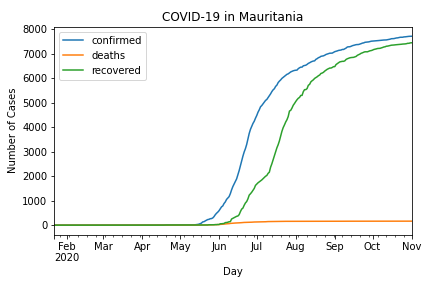 COVID-19 in Mauritania
8000
7000
6000
5000
4000
3000
2000
1000
0
Number of Cases
confirmed
deaths
recovered
Feb Mar Apr May Jun Jul Aug Sep Oct Nov
2020
Day